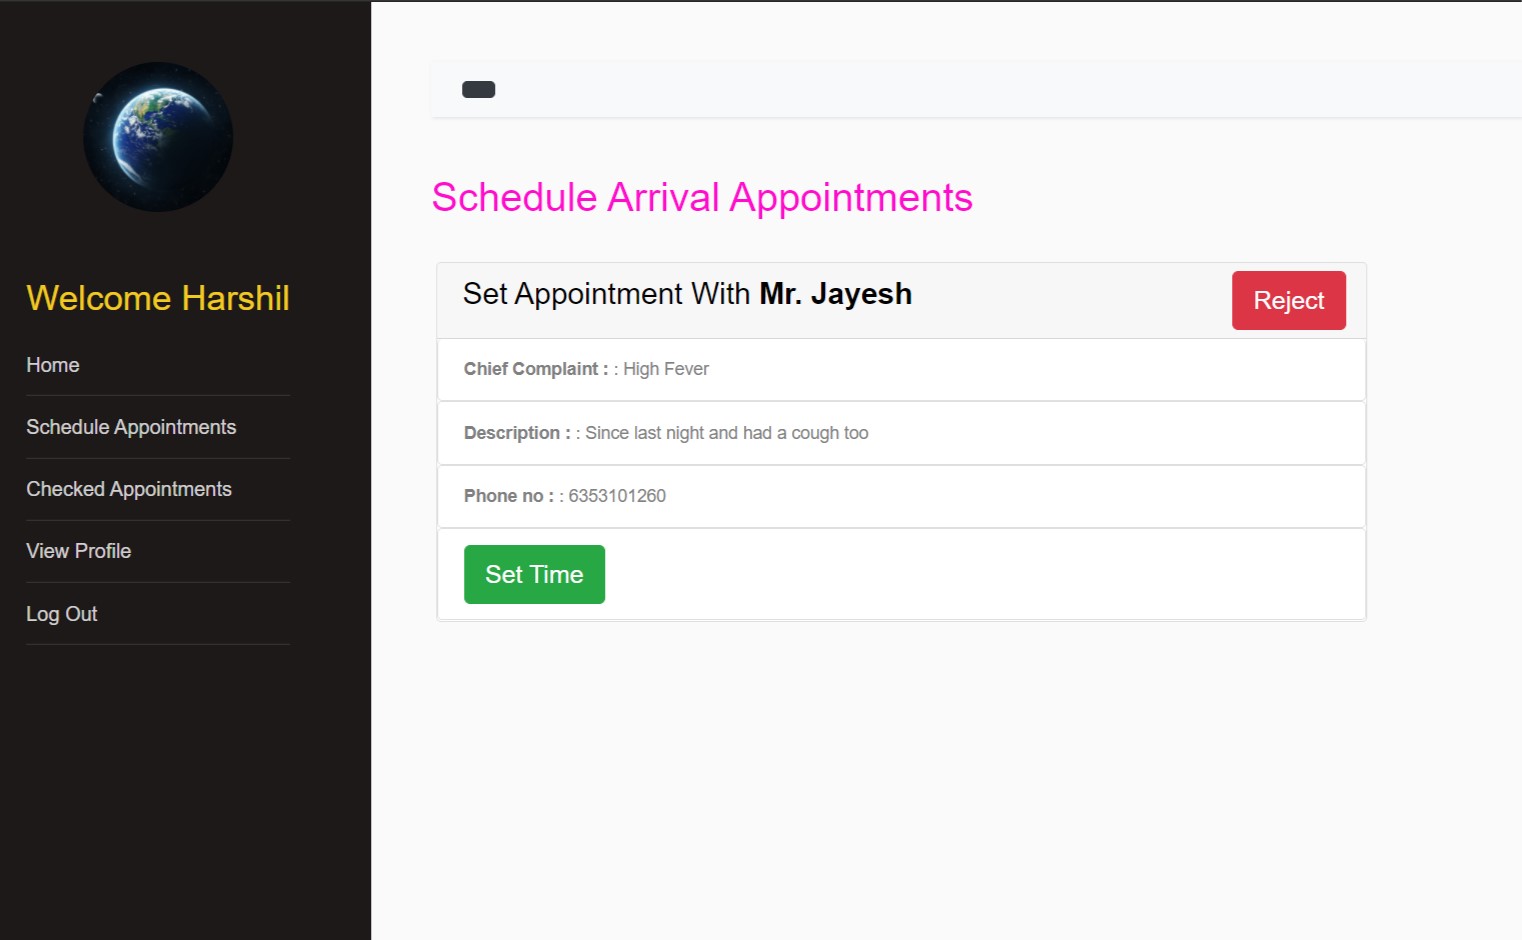 Welcome Harshil
Home
Schedule Appointments
Checked Appointments
View Profile
Log Out
Schedule Arrival Appointments
Set Appointment With Mr. Jayesh
Reject
Chief Complaint : : High Fever
Description : : Since last night and had a cough too
Phone no : : 6353101260
Set Time